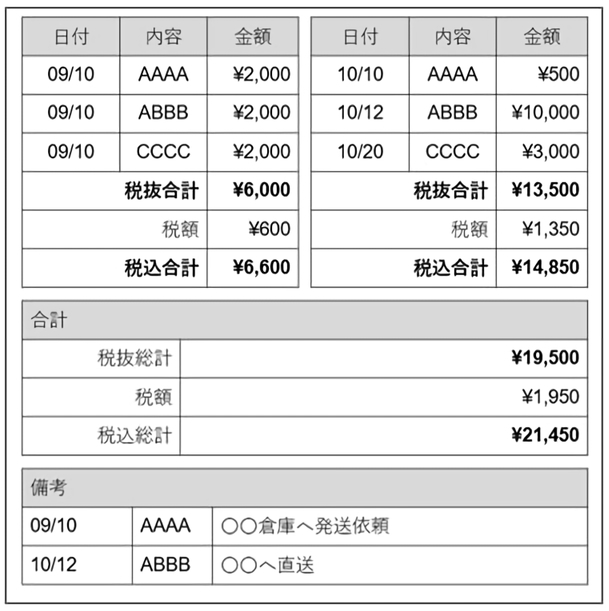 日付 内容 金額
09/10 AAAA ¥2,000
09/10 ABBB ¥2,000
09/10 CCCC ¥2,000
税抜合計 ¥6,000
税額 ¥600
税込合計 ¥6,600
日付 内容 金額
10/10 AAAA ¥500
10/12 ABBB ¥10,000
10/20 CCCC ¥3,000
税抜合計 ¥13,500
税額 ¥1,350
税込合計 ¥14,850
合計
税抜総計 ¥19,500
税額 ¥1,950
税込総計 ¥21,450
備考
09/10 AAAA 〇〇倉庫へ発送依頼
10/12 ABBB 〇〇へ直送